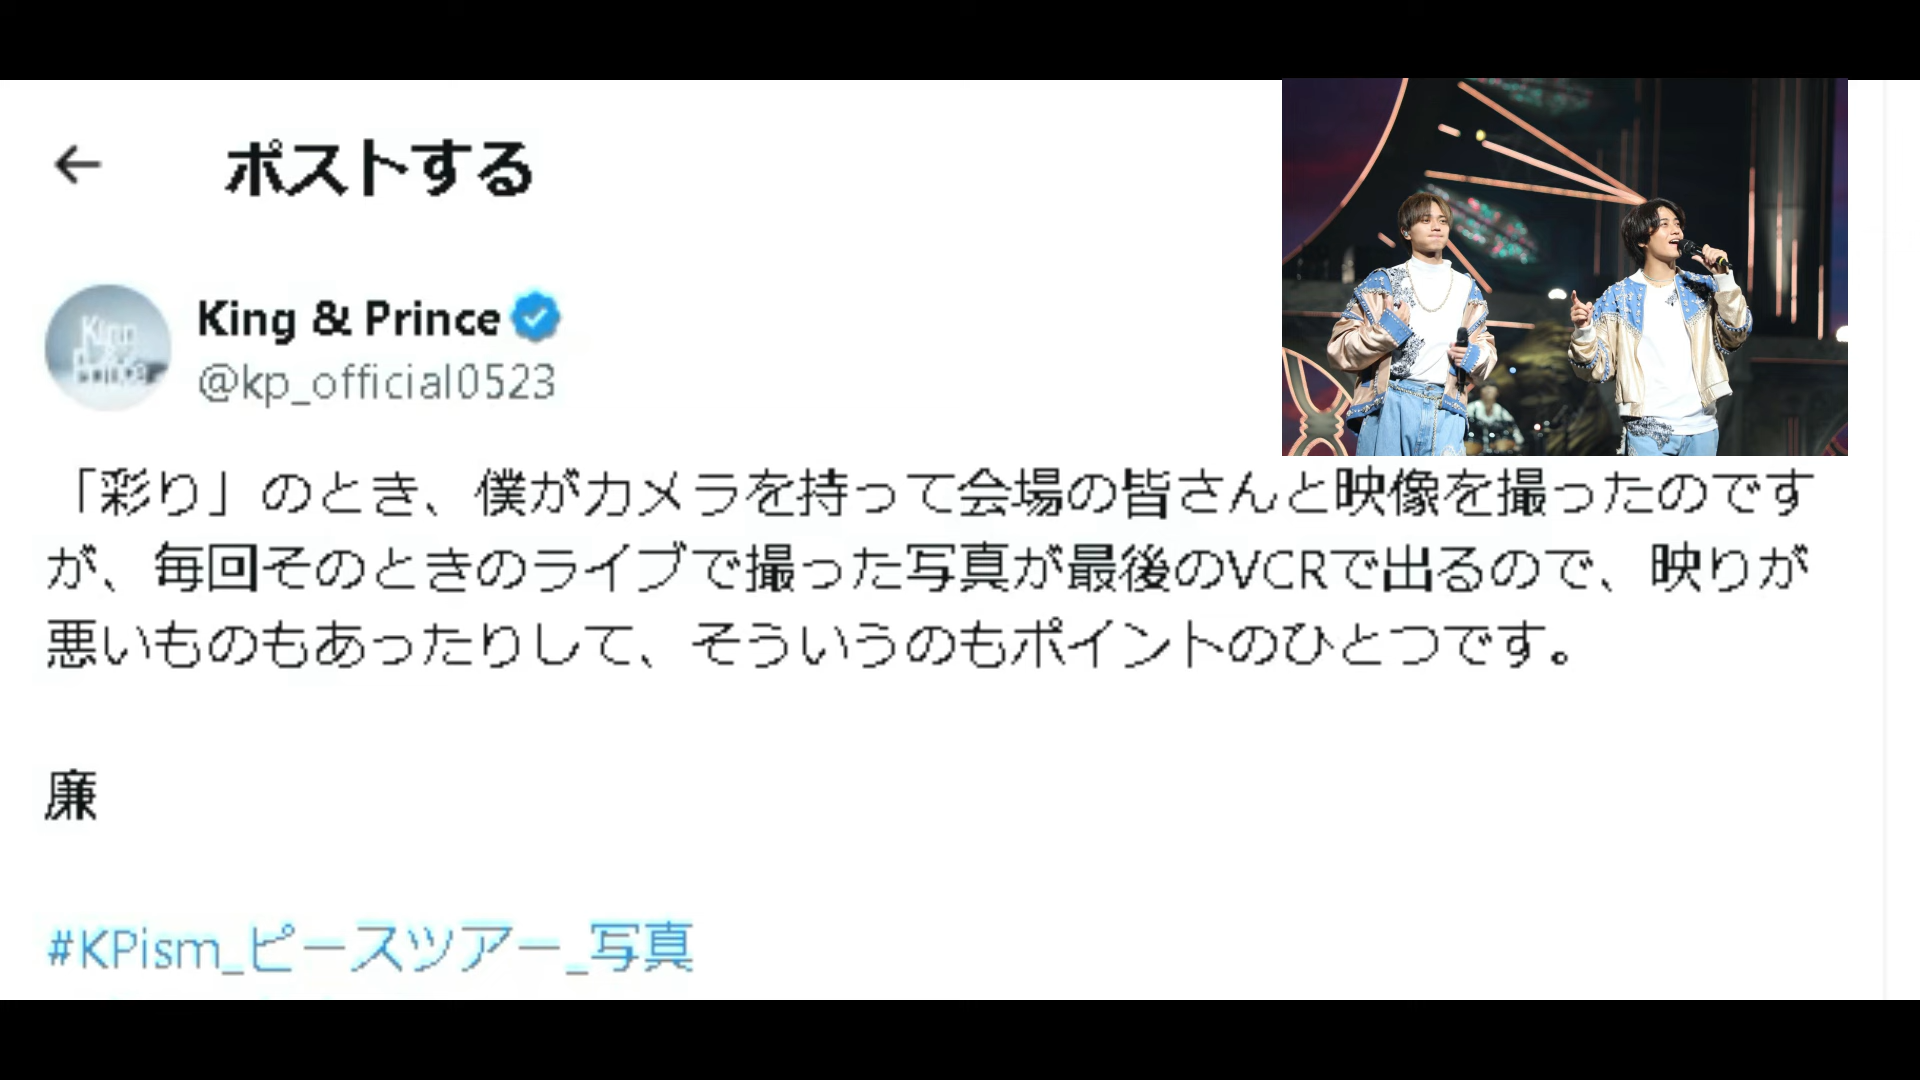 ポストする
King & Prince
@kp_official0523
「彩り」のとき、僕がカメラを持って会場の皆さんと映像を撮ったのです
が、毎回そのときのライブで撮った写真が最後のVCRで出るので、映りが
悪いものもあったりして、そういうのもポイントのひとつです。
廉
#KPism_ピースツアー_写真